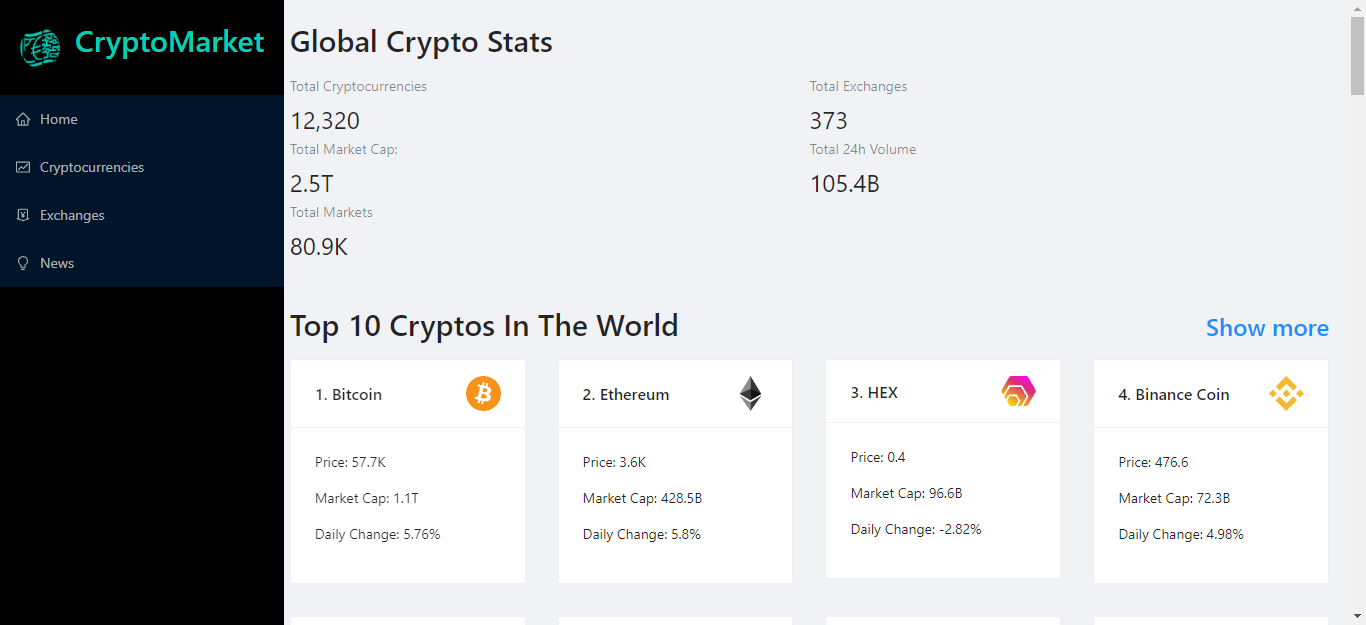 CryptoMarket
Home
Cryptocurrencies
Exchanges
News
Global Crypto Stats
Total Cryptocurrencies
12,320
Total Exchanges
373
Total Market Cap:
2.5T
Total 24h Volume
105.4B
Total Markets
80.9K
Top 10 Cryptos In The World
Show more
1. Bitcoin
Price: 57.7K
Market Cap: 1.1T
Daily Change: 5.76%
2. Ethereum
Price: 3.6K
Market Cap: 428.5B
Daily Change: 5.8%
3. HEX
Price: 0.4
Market Cap: 96.6B
Daily Change: -2.82%
4. Binance Coin
Price: 476.6
Market Cap: 72.3B
Daily Change: 4.98%